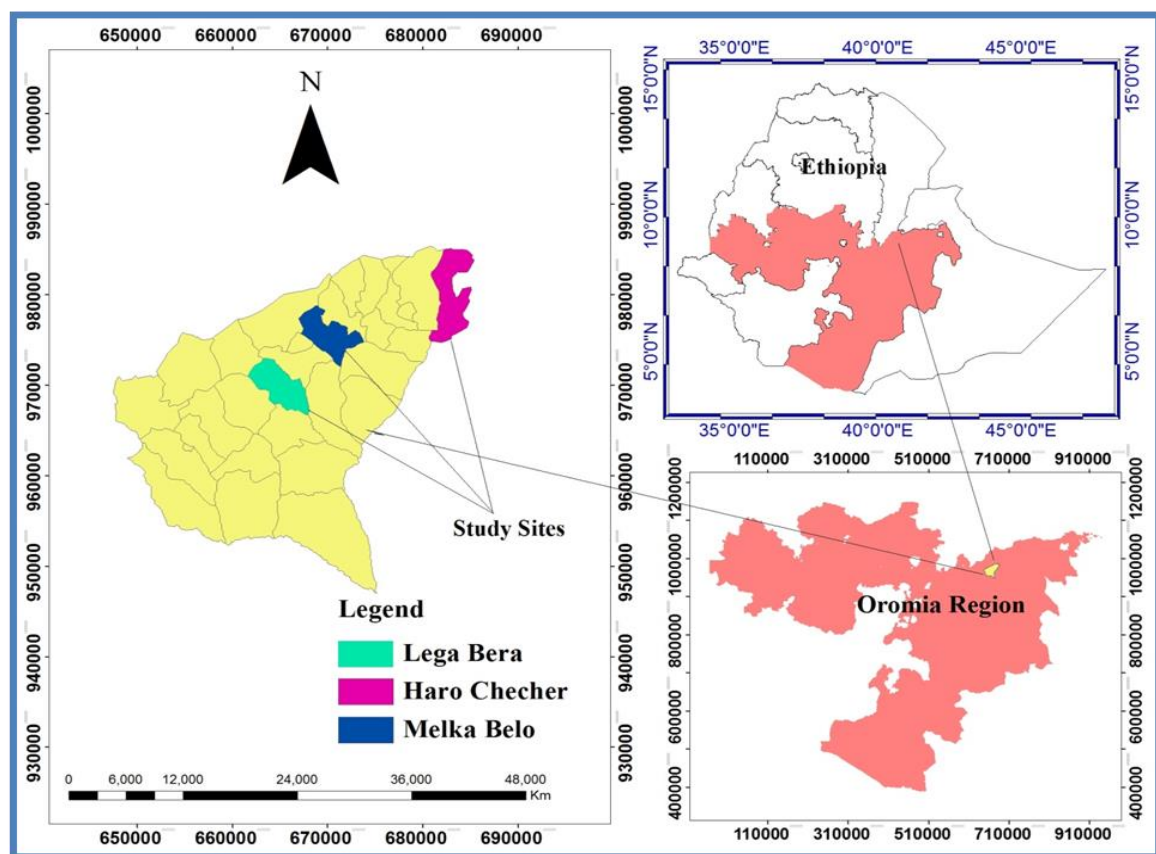 650000 660000 670000 680000 690000
1000000
990000
980000
970000
960000
950000
940000
930000
N
Study Sites
Legend
Lega Bera
Haro Checher
Melka Belo
0 6,000 12,000 24,000 36,000 48,000
Km
1000000
990000
980000
970000
960000
950000
940000
930000
650000 660000 670000 680000 690000
35°0'0"E 40°0'0"E 45°0'0"E
15°0'0"N
10°0'0"N
5°0'0"N
Ethiopia
15°0'0"N
10°0'0"N
5°0'0"N
35°0'0"E 40°0'0"E 45°0'0"E
110000 310000 510000 710000 910000
1200000
1000000
800000
600000
400000
Oromia Region
1200000
1000000
800000
600000
400000
110000 310000 510000 710000 910000